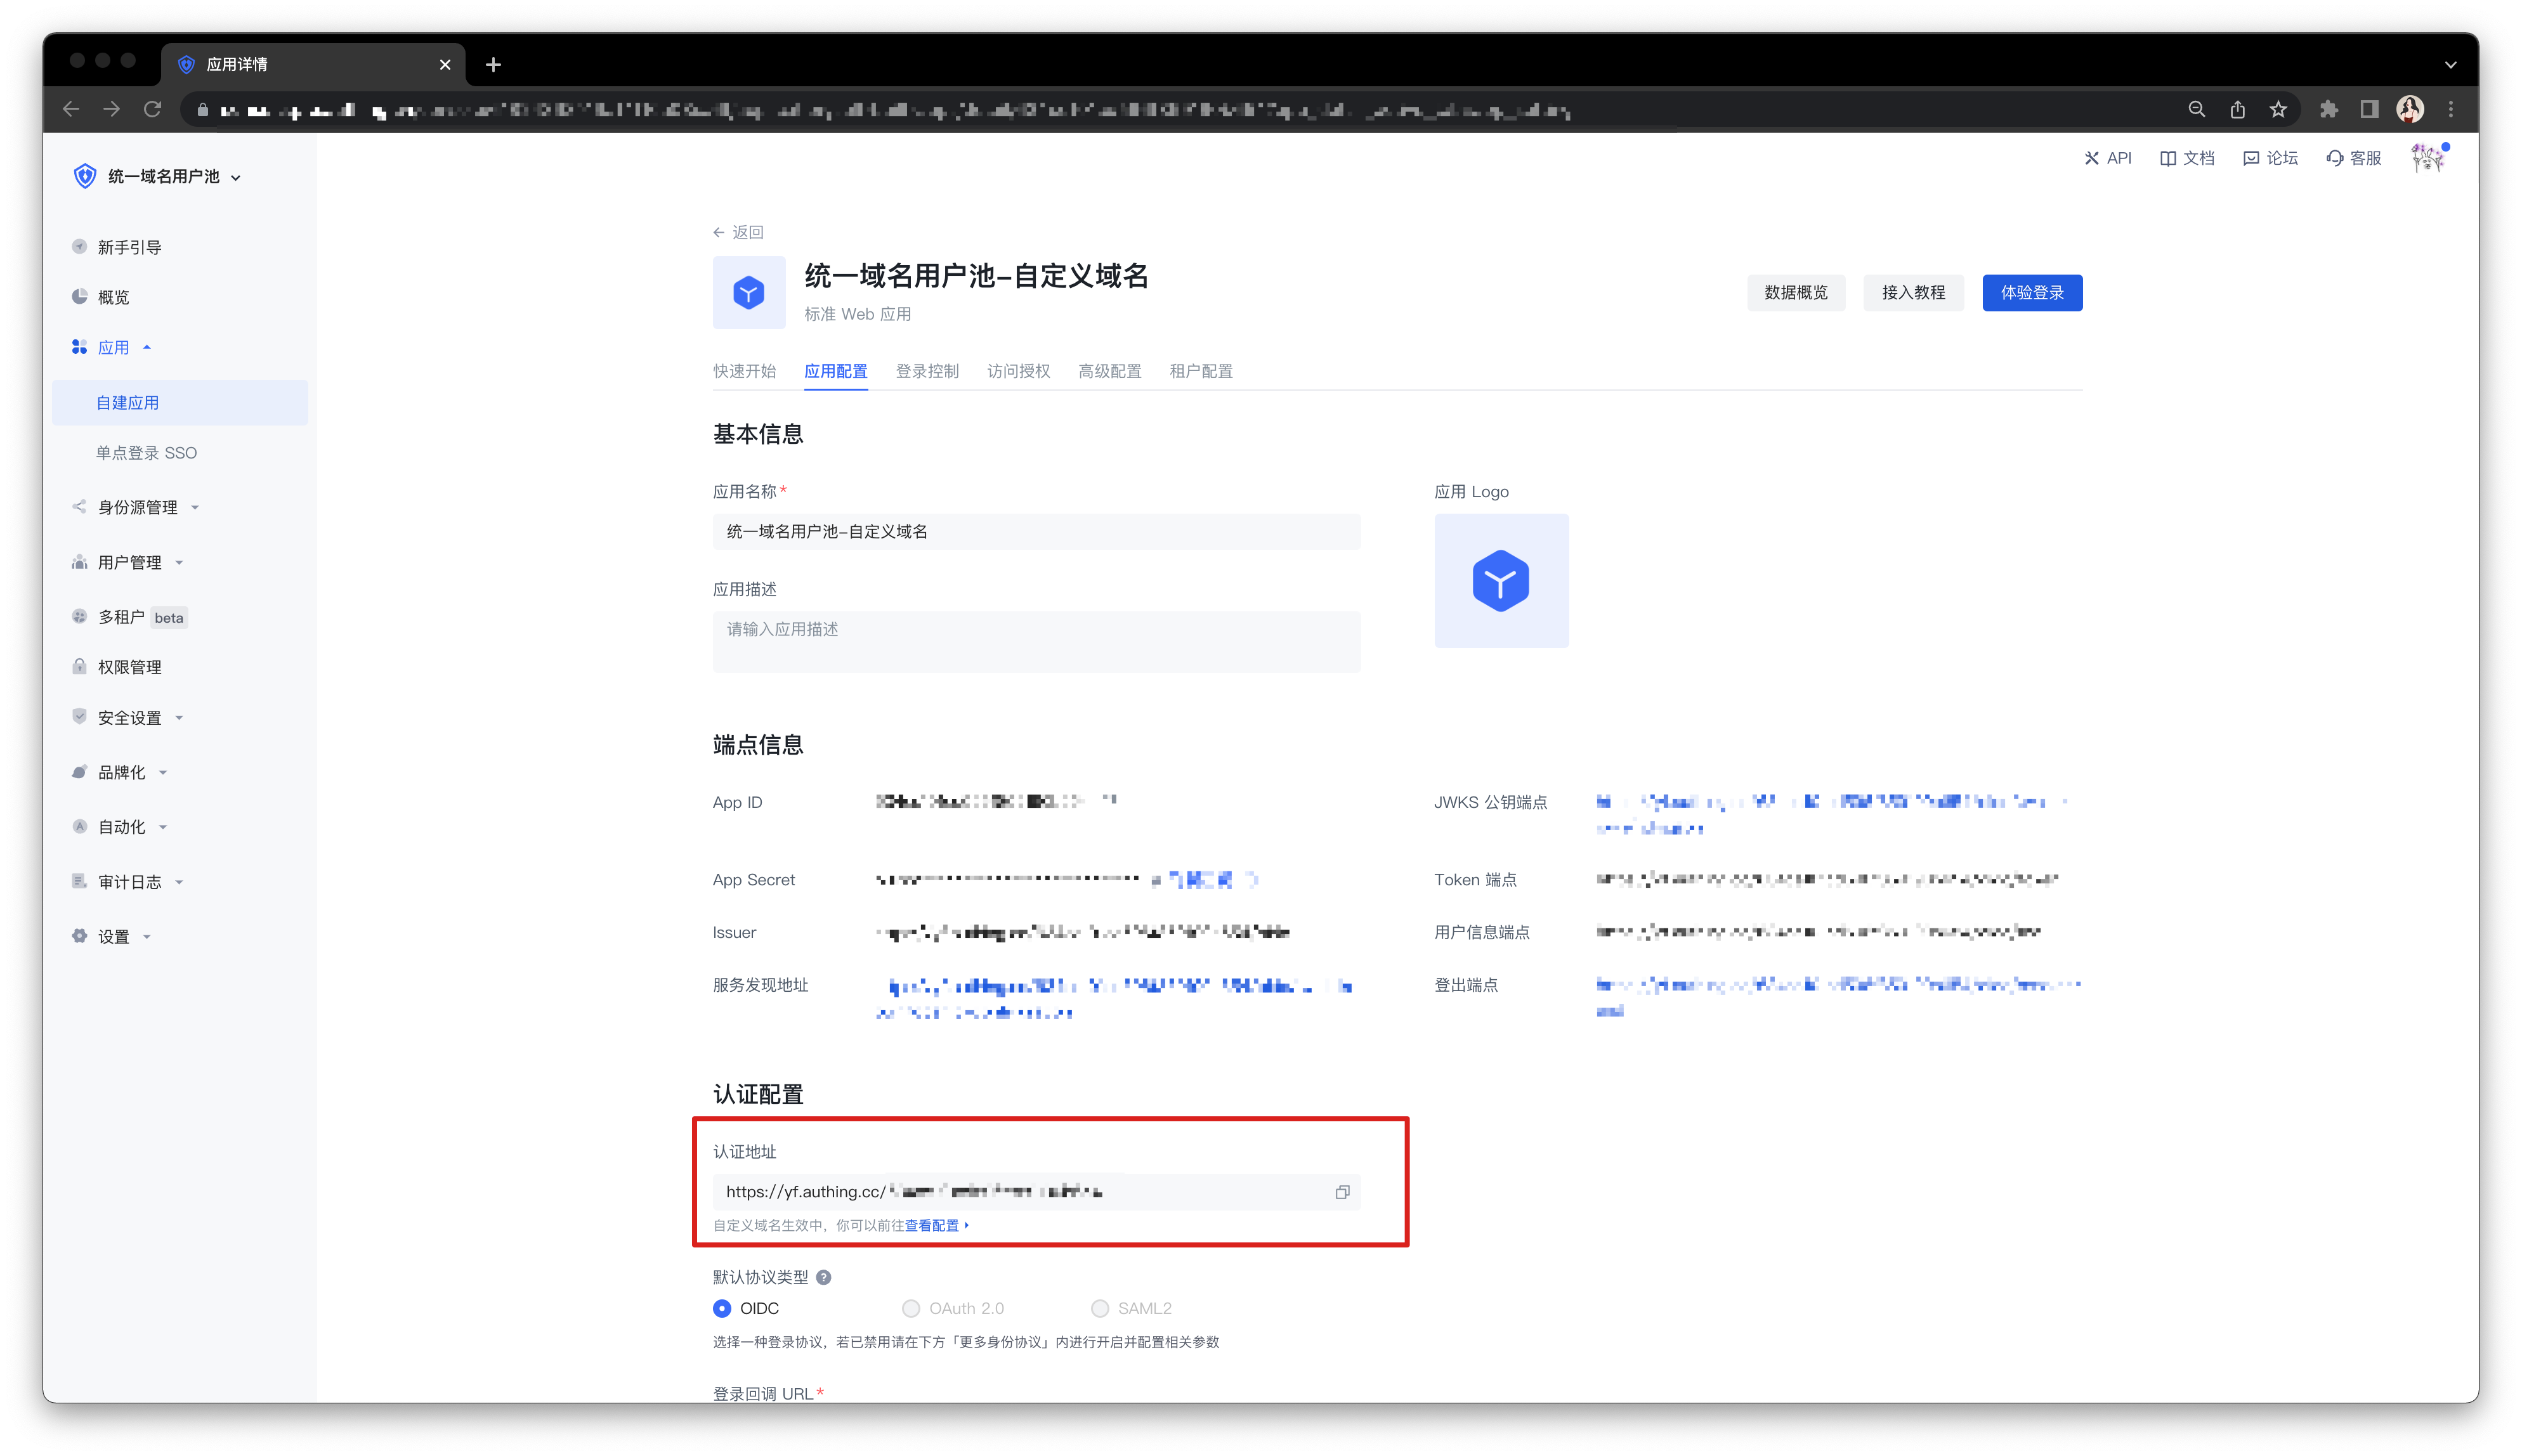 应用详情
统一域名用户池
API 文档 论坛 客服
新手引导
概览
应用
自建应用
单点登录 SSO
身份源管理
用户管理
多租户 beta
权限管理
安全设置
品牌化
自动化
审计日志
设置
返回
统一域名用户池-自定义域名
标准 Web 应用
数据概览 接入教程 体验登录
快速开始 应用配置 登录控制 访问授权 高级配置 租户配置
基本信息
应用名称*
应用 Logo
统一域名用户池-自定义域名
应用描述
请输入应用描述
端点信息
App ID
JWKS 公钥端点
App Secret
Token 端点
Issuer
用户信息端点
服务发现地址
登出端点
认证配置
认证地址
https://yf.authing.cc/
自定义域名生效中，你可以前往查看配置
默认协议类型
OIDC OAuth 2.0 SAML2
选择一种登录协议，若已禁用请在下方「更多身份协议」内进行开启并配置相关参数
登录回调 URL*